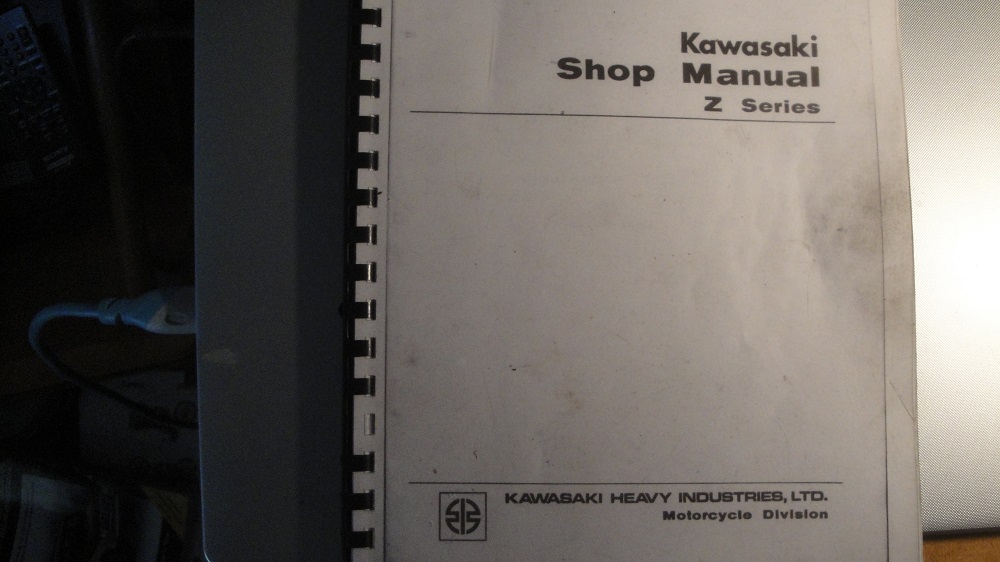 Kawasaki
Shop Manual
Z Series
KAWASAKI HEAVY INDUSTRIES, LTD.
Motorcycle Division